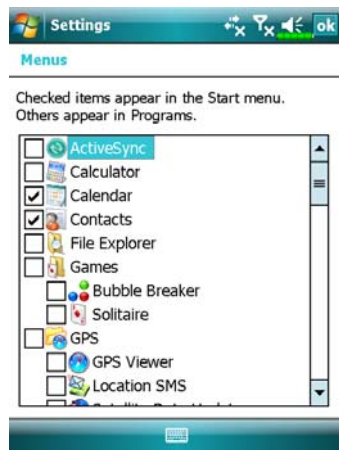 Settings
ok
Menus
Checked items appear in the Start menu.
Others appear in Programs.
ActiveSync
Calculator
Calendar
Contacts
File Explorer
Games
Bubble Breaker
Solitaire
GPS
GPS Viewer
Location SMS